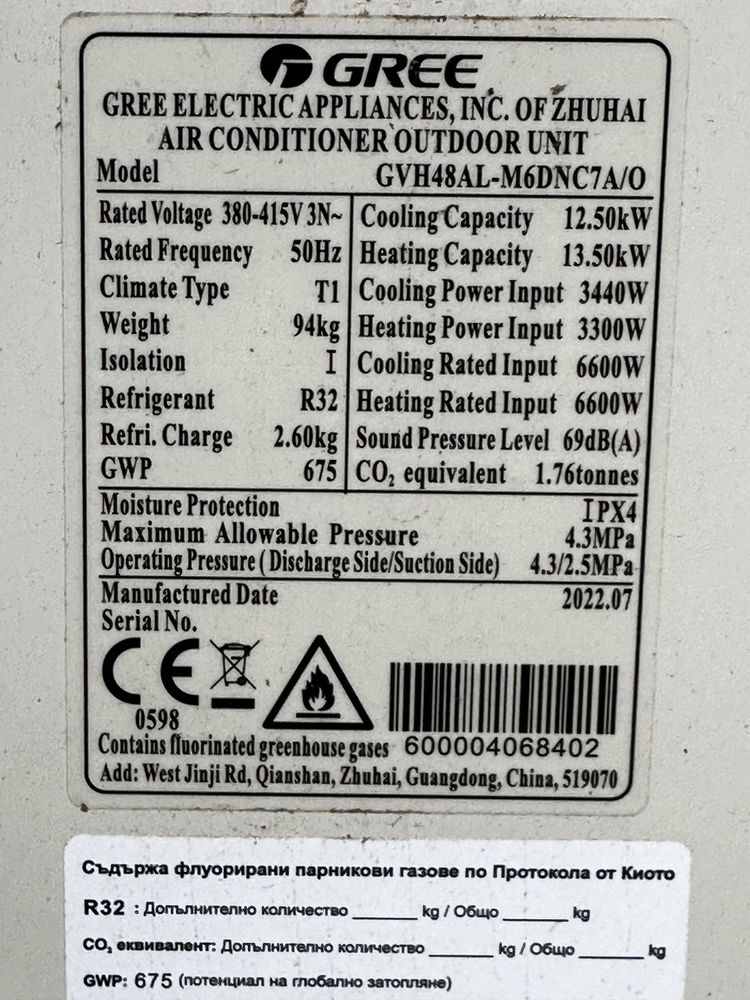 GREE
GREE ELECTRIC APPLIANCES, INC. OF ZHUHAI
AIR CONDITIONER OUTDOOR UNIT
Model GVH48AL-M6DNC7A/O
Rated Voltage 380-415V 3N~
Rated Frequency 50Hz
Climate Type T1
Weight 94kg
Isolation I
Refrigerant R32
Refri. Charge 2.60kg
GWP 675
Cooling Capacity 12.50kW
Heating Capacity 13.50kW
Cooling Power Input 3440W
Heating Power Input 3300W
Cooling Rated Input 6600W
Heating Rated Input 6600W
Sound Pressure Level 69dB(A)
CO₂ equivalent 1.76tonnes
Moisture Protection IPX4
Maximum Allowable Pressure 4.3MPa
Operating Pressure (Discharge Side/Suction Side) 4.3/2.5MPa
Manufactured Date 2022.07
Serial No.
CE
0598
Contains fluorinated greenhouse gases 600004068402
Add: West Jinji Rd, Qianshan, Zhuhai, Guangdong, China, 519070
Съдържа флуорирани парникови газове по Протокола от Киото
R32 : Допълнително количество ______ kg / Общо ______ kg
CO₂ еквивалент: Допълнително количество ______ kg / Общо ______ kg
GWP: 675 (потенциал на глобално затопляне)